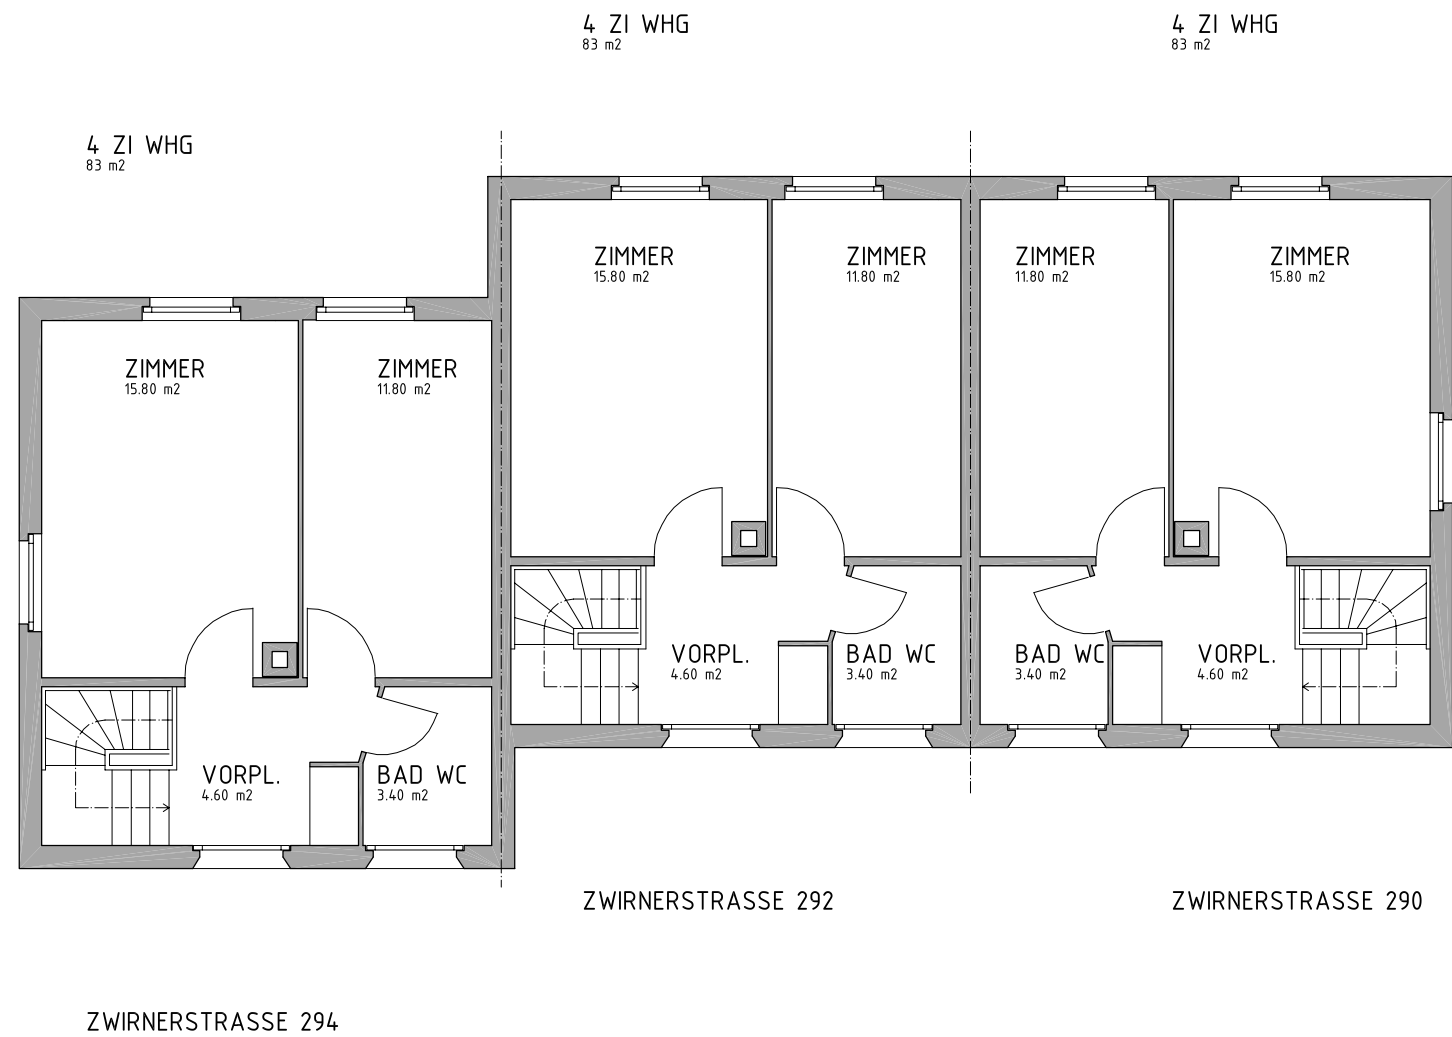 4 ZI WHG
83 m2
4 ZI WHG
83 m2
4 ZI WHG
83 m2
ZIMMER
15.80 m2
ZIMMER
11.80 m2
ZIMMER
11.80 m2
ZIMMER
15.80 m2
ZIMMER
15.80 m2
ZIMMER
11.80 m2
VORPL.
4.60 m2
BAD WC
3.40 m2
BAD WC
3.40 m2
VORPL.
4.60 m2
VORPL.
4.60 m2
BAD WC
3.40 m2
ZWIRNERSTRASSE 292
ZWIRNERSTRASSE 290
ZWIRNERSTRASSE 294